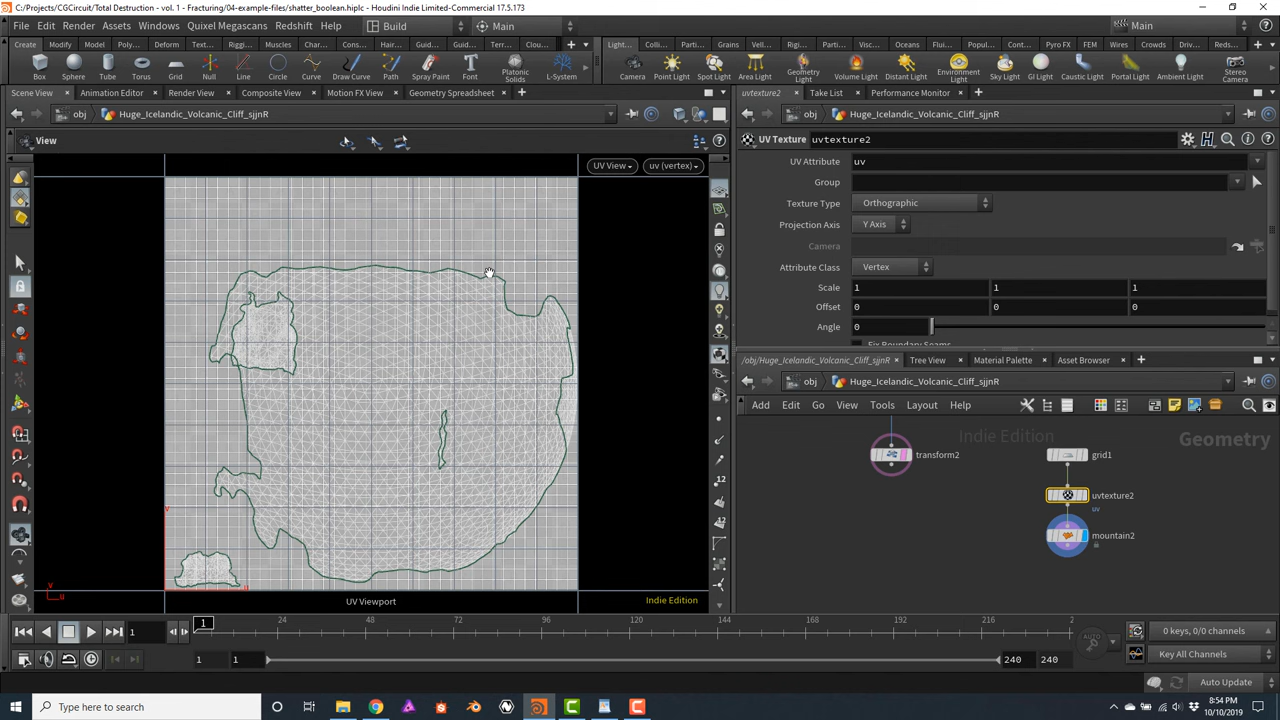 C:/Projects/CGCircuit/Total Destruction - vol. 1 - Fracturing/04-example-files/shatter_boolean.hiplc - Houdini Indie Limited-Commercial 17.5.173
File Edit Render Assets Windows Quixel Megascans Redshift Help Build Main Main
Create Modify Model Poly... Deform Text... Riggi... Muscles Char... Cons... Hair... Guid... Guid... Terr... Clou... Light... Colli... Parti... Grains Vell... Rigi... Parti... Visc... Oceans Flui... Popul... Cont... Pyro FX FEM Wires Crowds Driv... Reds...
Box Sphere Tube Torus Grid Null Line Circle Curve Draw Curve Path Spray Paint Font Platonic Solids L-System Camera Point Light Spot Light Area Light Geometry Light Volume Light Distant Light Environment Light Sky Light GI Light Caustic Light Portal Light Ambient Light Stereo Camera
Scene View Animation Editor Render View Composite View Motion FX View Geometry Spreadsheet
obj Huge_Icelandic_Volcanic_Cliff_sjjnR
View
UV View uv (vertex)
v
v
u
UV Viewport
Indie Edition
uvtexture2 Take List Performance Monitor
obj Huge_Icelandic_Volcanic_Cliff_sjjnR
UV Texture uvtexture2
UV Attribute uv
Group
Texture Type Orthographic
Projection Axis Y Axis
Camera
Attribute Class Vertex
Scale 1 1 1
Offset 0 0 0
Angle 0
Fix Boundary Seams
/obj/Huge_Icelandic_Volcanic_Cliff_sjjnR Tree View Material Palette Asset Browser
obj Huge_Icelandic_Volcanic_Cliff_sjjnR
Add Edit Go View Tools Layout Help
Indie Edition
Geometry
transform2
grid1
uvtexture2
uv
mountain2
12
12
1
1
24 48 72 96 120 144 168 192 216 2
1 1 240 240
AUTO
0 keys, 0/0 channels
Key All Channels
Auto Update
Type here to search
8:54 PM
10/10/2019